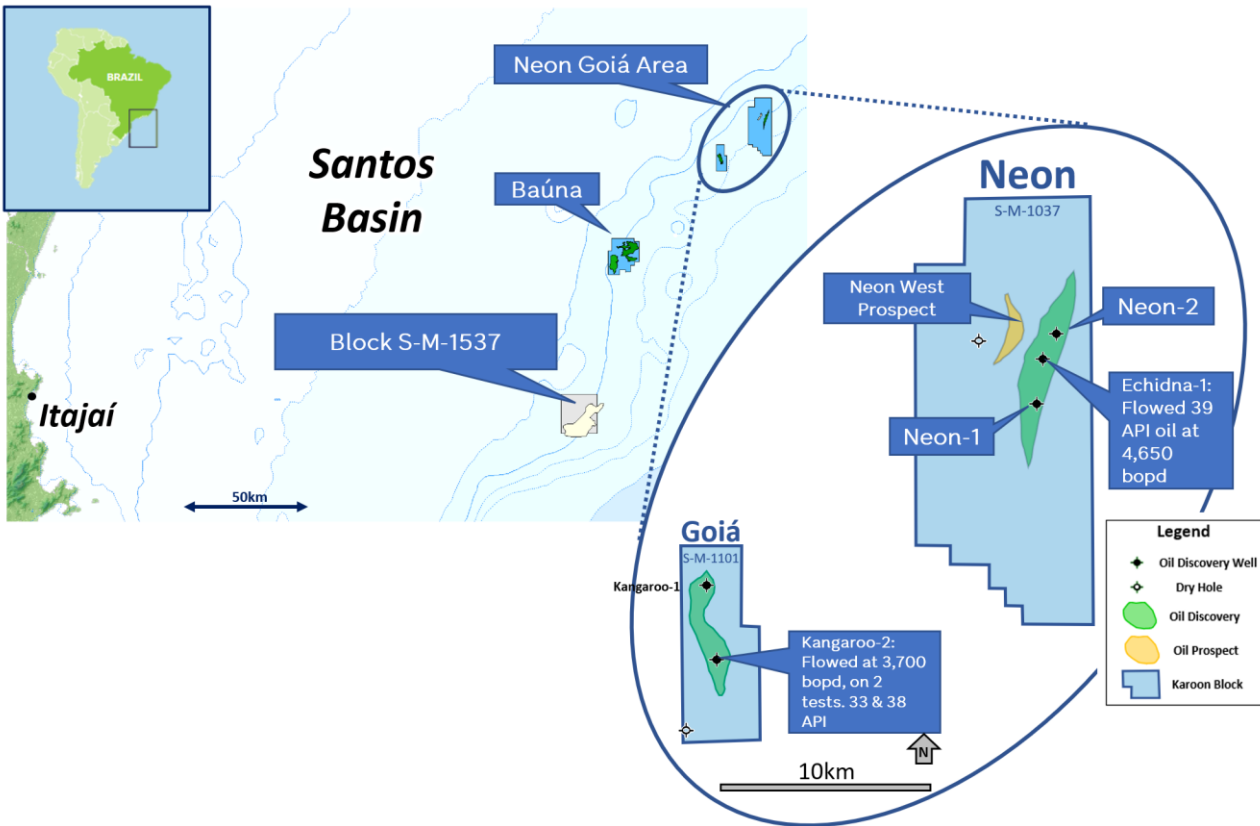 BRAZIL
Neon Goiá Area
Santos
Basin
Baúna
Block S-M-1537
Itajaí
50km
Neon
S-M-1037
Neon West
Prospect
Neon-2
Echidna-1:
Flowed 39
API oil at
4,650
bopd
Neon-1
Goiá
S-M-1101
Kangaroo-1
Kangaroo-2:
Flowed at 3,700
bopd, on 2
tests. 33 & 38
API
N
10km
Legend
Oil Discovery Well
Dry Hole
Oil Discovery
Oil Prospect
Karoon Block